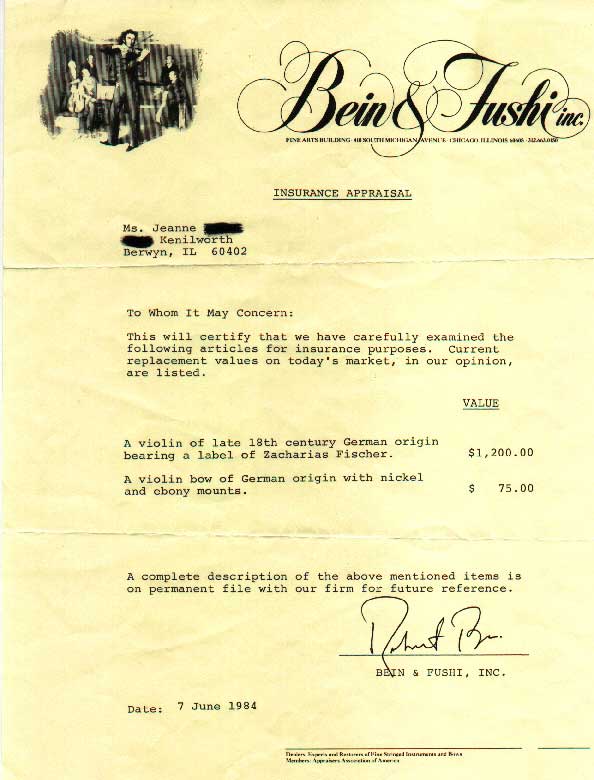 Bein & Fushi inc.
FINE ARTS BUILDING · 410 SOUTH MICHIGAN AVENUE · CHICAGO, ILLINOIS 60605 · 312.663.0150
INSURANCE APPRAISAL
Ms. Jeanne
Kenilworth
Berwyn, IL 60402
To Whom It May Concern:
This will certify that we have carefully examined the
following articles for insurance purposes. Current
replacement values on today's market, in our opinion,
are listed.
VALUE
A violin of late 18th century German origin
bearing a label of Zacharias Fischer. $1,200.00
A violin bow of German origin with nickel
and ebony mounts. $ 75.00
A complete description of the above mentioned items is
on permanent file with our firm for future reference.
Robert Bein
BEIN & FUSHI, INC.
Date: 7 June 1984
Dealers: Experts and Restorers of Fine Stringed Instruments and Bows
Members: Appraisers Association of America